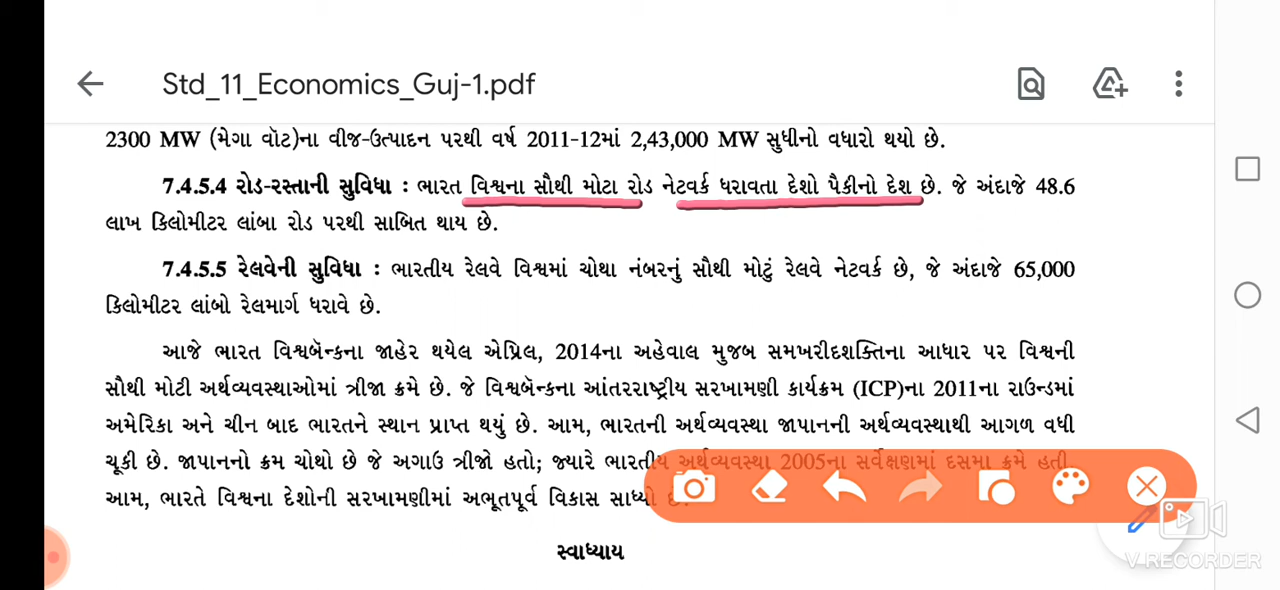 Std_11_Economics_Guj-1.pdf
2300 MW (મેગા વૉટ)ના વીજ-ઉત્પાદન પરથી વર્ષ 2011-12માં 2,43,000 MW સુધીનો વધારો થયો છે.
7.4.5.4 રોડ-રસ્તાની સુવિધા : ભારત વિશ્વના સૌથી મોટા રોડ નેટવર્ક ધરાવતા દેશો પૈકીનો દેશ છે. જે અંદાજે 48.6
લાખ કિલોમીટર લાંબા રોડ પરથી સાબિત થાય છે.
7.4.5.5 રેલવેની સુવિધા : ભારતીય રેલવે વિશ્વમાં ચોથા નંબરનું સૌથી મોટું રેલવે નેટવર્ક છે, જે અંદાજે 65,000
કિલોમીટર લાંબો રેલમાર્ગ ધરાવે છે.
આજે ભારત વિશ્વબૅન્કના જાહેર થયેલ એપ્રિલ, 2014ના અહેવાલ મુજબ સમખરીદશક્તિના આધાર પર વિશ્વની
સૌથી મોટી અર્થવ્યવસ્થાઓમાં ત્રીજા ક્રમે છે. જે વિશ્વબૅન્કના આંતરરાષ્ટ્રીય સરખામણી કાર્યક્રમ (ICP)ના 2011ના રાઉન્ડમાં
અમેરિકા અને ચીન બાદ ભારતને સ્થાન પ્રાપ્ત થયું છે. આમ, ભારતની અર્થવ્યવસ્થા જાપાનની અર્થવ્યવસ્થાથી આગળ વધી
ચૂકી છે. જાપાનનો ક્રમ ચોથો છે જે અગાઉ ત્રીજો હતો; જ્યારે ભારતીય અર્થવ્યવસ્થા 2005ના સર્વેક્ષણમાં દસમા ક્રમે હતી.
આમ, ભારતે વિશ્વના દેશોની સરખામણીમાં અભૂતપૂર્વ વિકાસ સાધ્યો છે.
સ્વાધ્યાય
V RECORDER